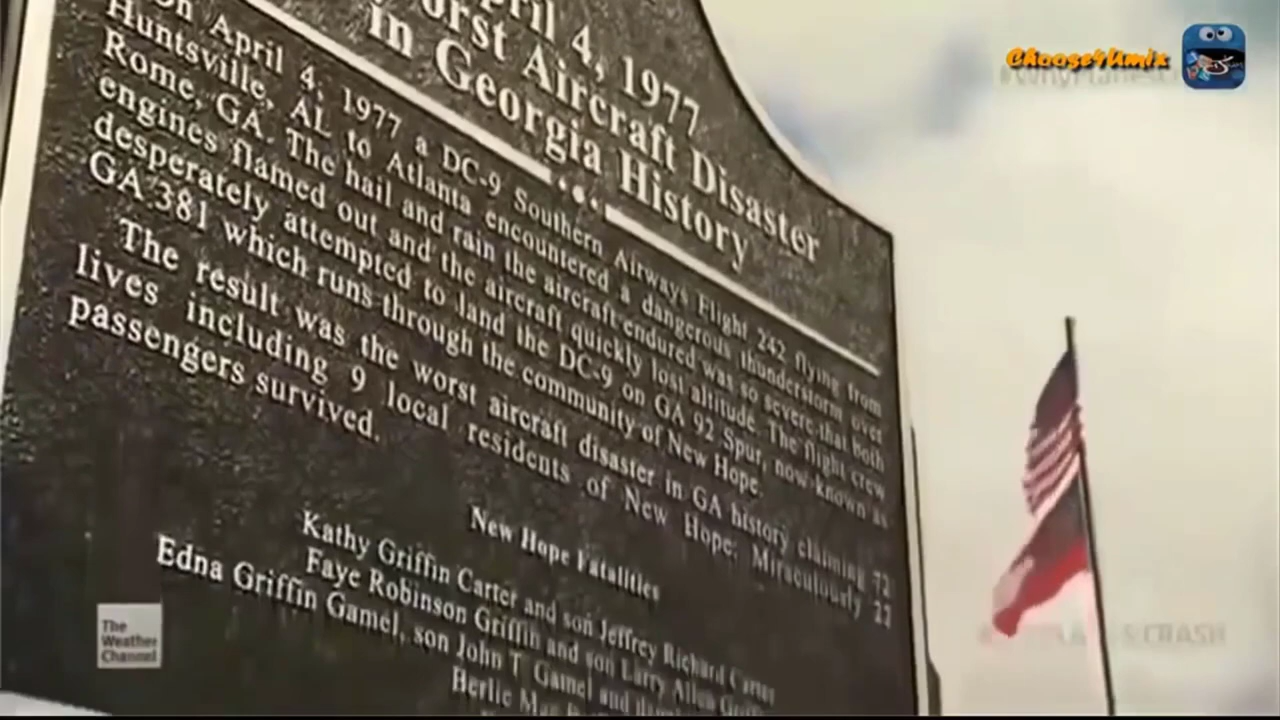 pril 4, 1977
orst Aircraft Disaster
in Georgia History
On April 4, 1977 a DC-9 Southern Airways Flight 242 flying from
Huntsville, AL to Atlanta encountered a dangerous thunderstorm over
Rome, GA. The hail and rain the aircraft endured was so severe that both
engines flamed out and the aircraft quickly lost altitude. The flight crew
desperately attempted to land the DC-9 on GA 92 Spur, now known as
GA 381 which runs through the community of New Hope.
The result was the worst aircraft disaster in GA history claiming 72
lives including 9 local residents of New Hope. Miraculously 22
passengers survived.
New Hope Fatalities
Kathy Griffin Carter and son Jeffrey Richard Carter
Faye Robinson Griffin and son Larry Allen
Edna Griffin Gamel, son John T. Gamel and
Choose4Umix
The
Weather
Channel
CRASH